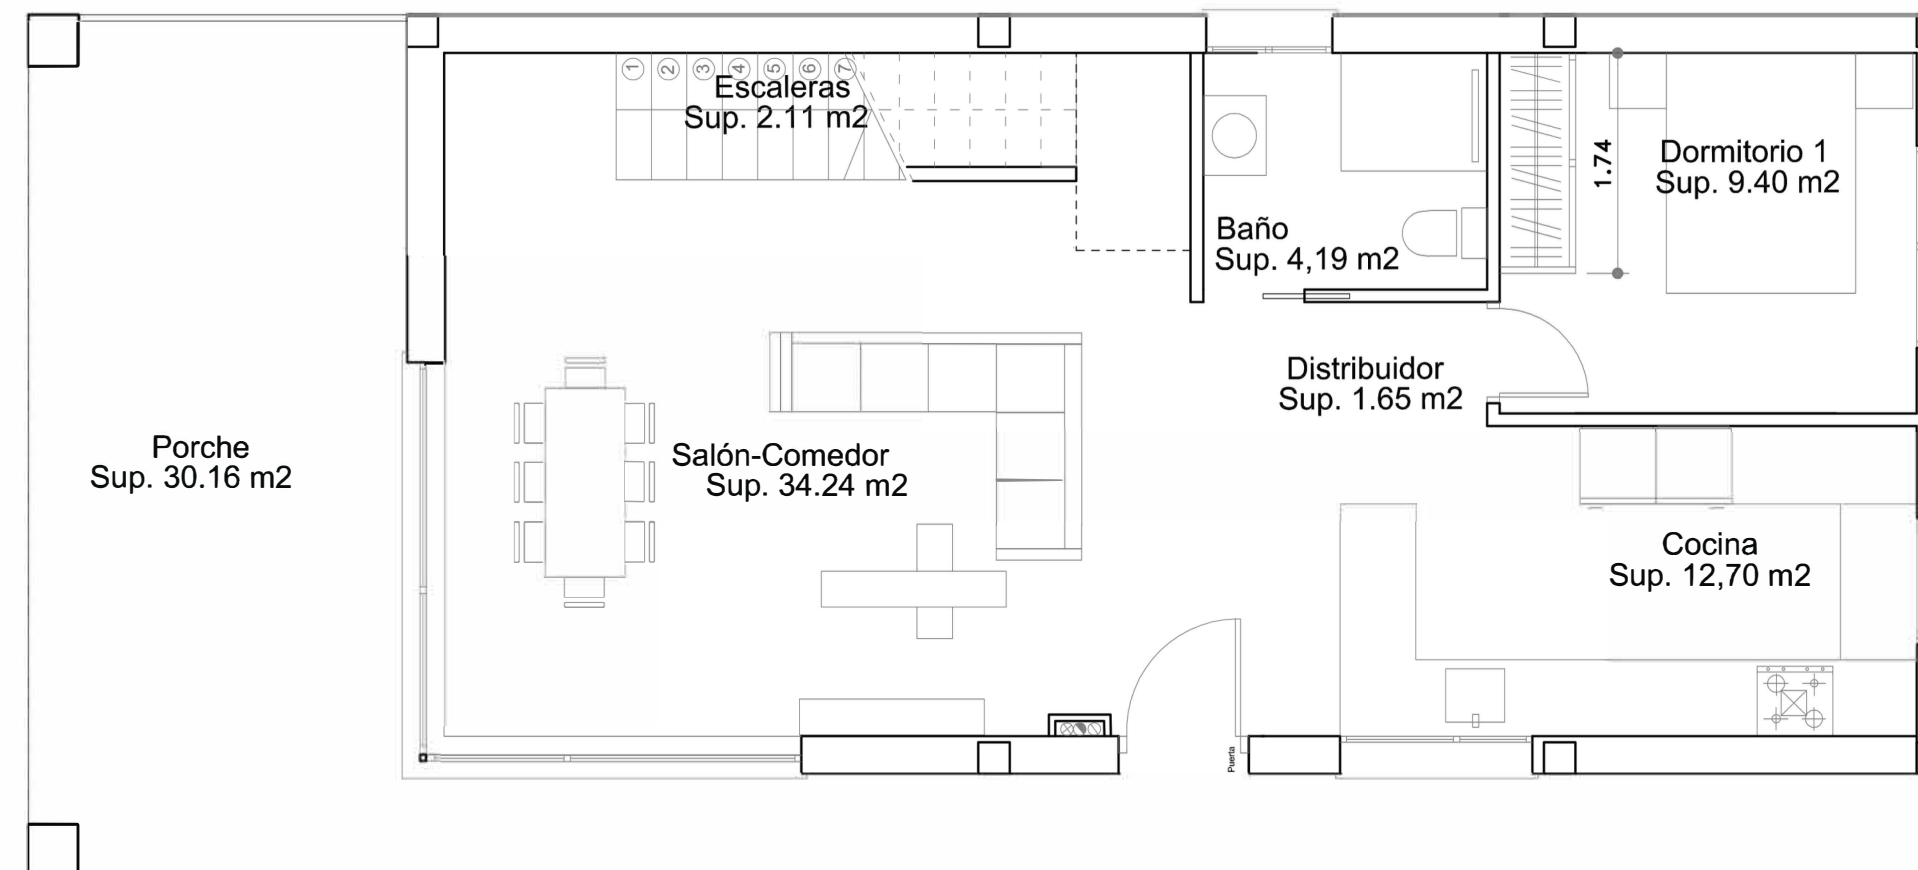 1 2 3 4 5 6 7
Escaleras
Sup. 2.11 m2
1.74
Dormitorio 1
Sup. 9.40 m2
Baño
Sup. 4,19 m2
Distribuidor
Sup. 1.65 m2
Porche
Sup. 30.16 m2
Salón-Comedor
Sup. 34.24 m2
Cocina
Sup. 12,70 m2
Puerta